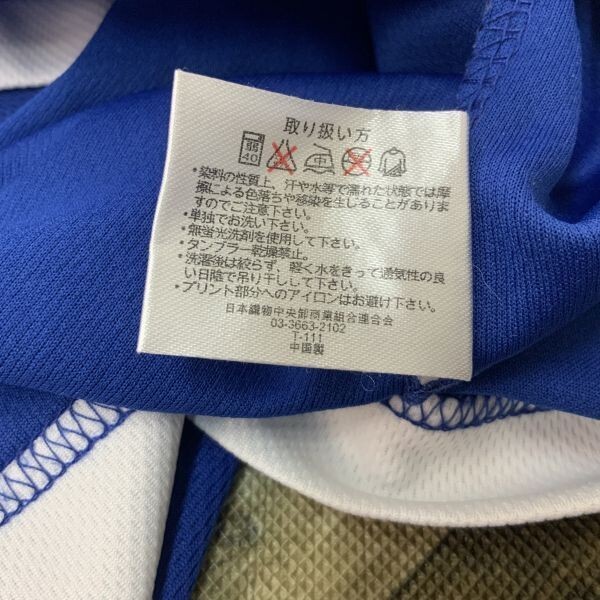 取り扱い方
弱
40
中
・染料の性質上、汗や水等で濡れた状態では摩
擦による色落ちや移染を生じることがありま
すのでご注意下さい。
・単独でお洗い下さい。
・無蛍光洗剤を使用して下さい。
・タンブラー乾燥禁止。
・洗濯後は絞らず、軽く水をきって通気性の良
い日陰で吊り干しして下さい。
・プリント部分へのアイロンはお避け下さい。
日本織物中央卸商業組合連合会
03-3663-2102
T-111
中国製